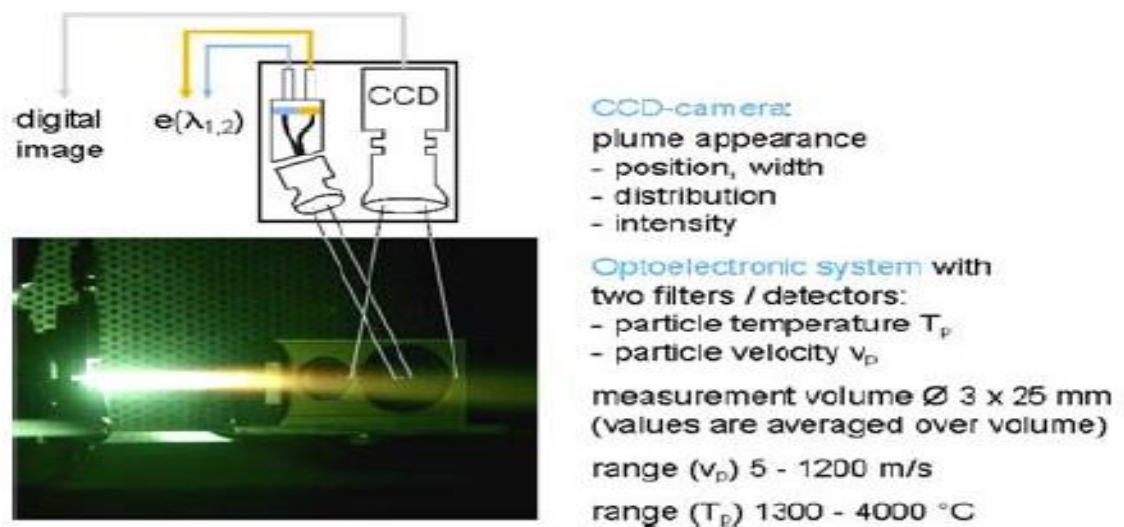 CCD
digital
image
e(λ₁,₂)
CCD-camera:
plume appearance
- position, width
- distribution
- intensity
Optoelectronic system with
two filters / detectors:
- particle temperature Tₚ
- particle velocity vₚ
measurement volume Ø 3 x 25 mm
(values are averaged over volume)
range (vₚ) 5 - 1200 m/s
range (Tₚ) 1300 - 4000 °C